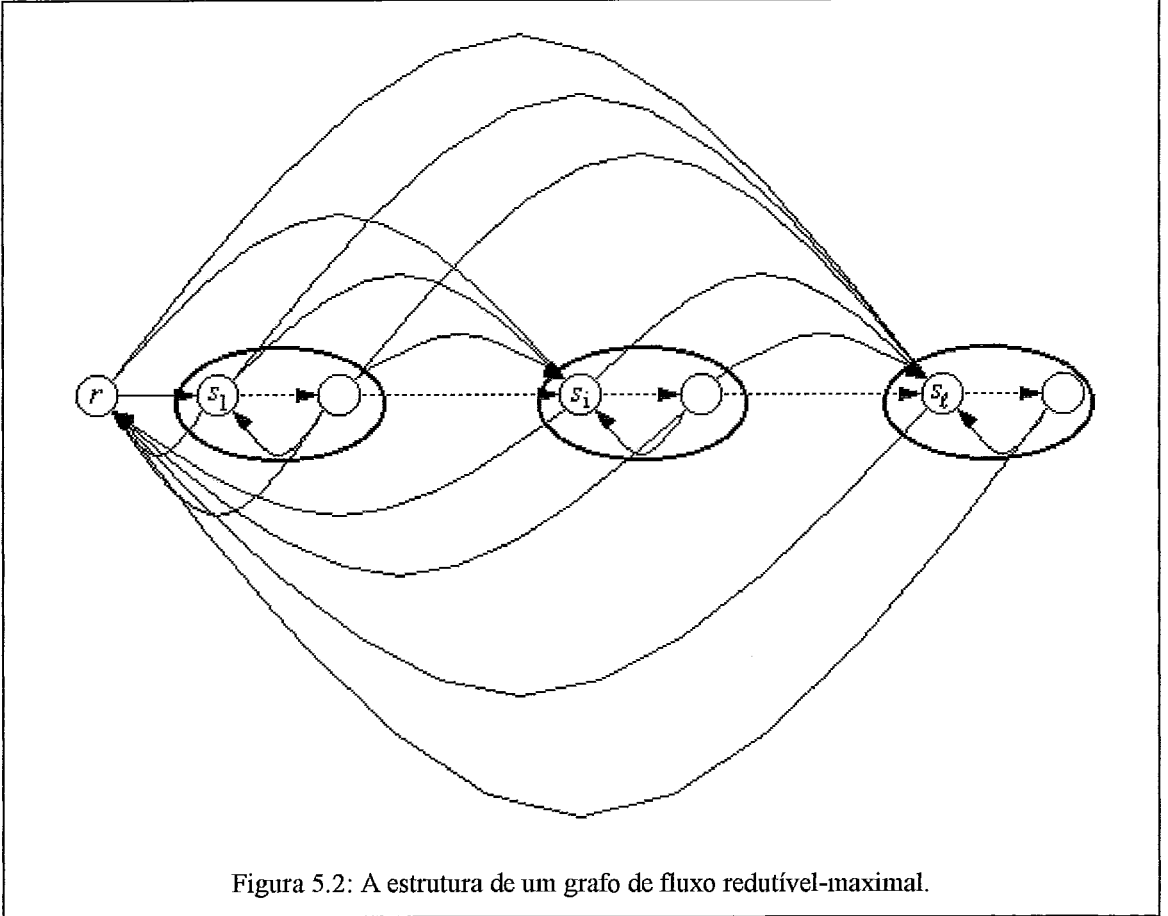 r s₁ sᵢ sℓ
Figura 5.2: A estrutura de um grafo de fluxo redutível-maximal.